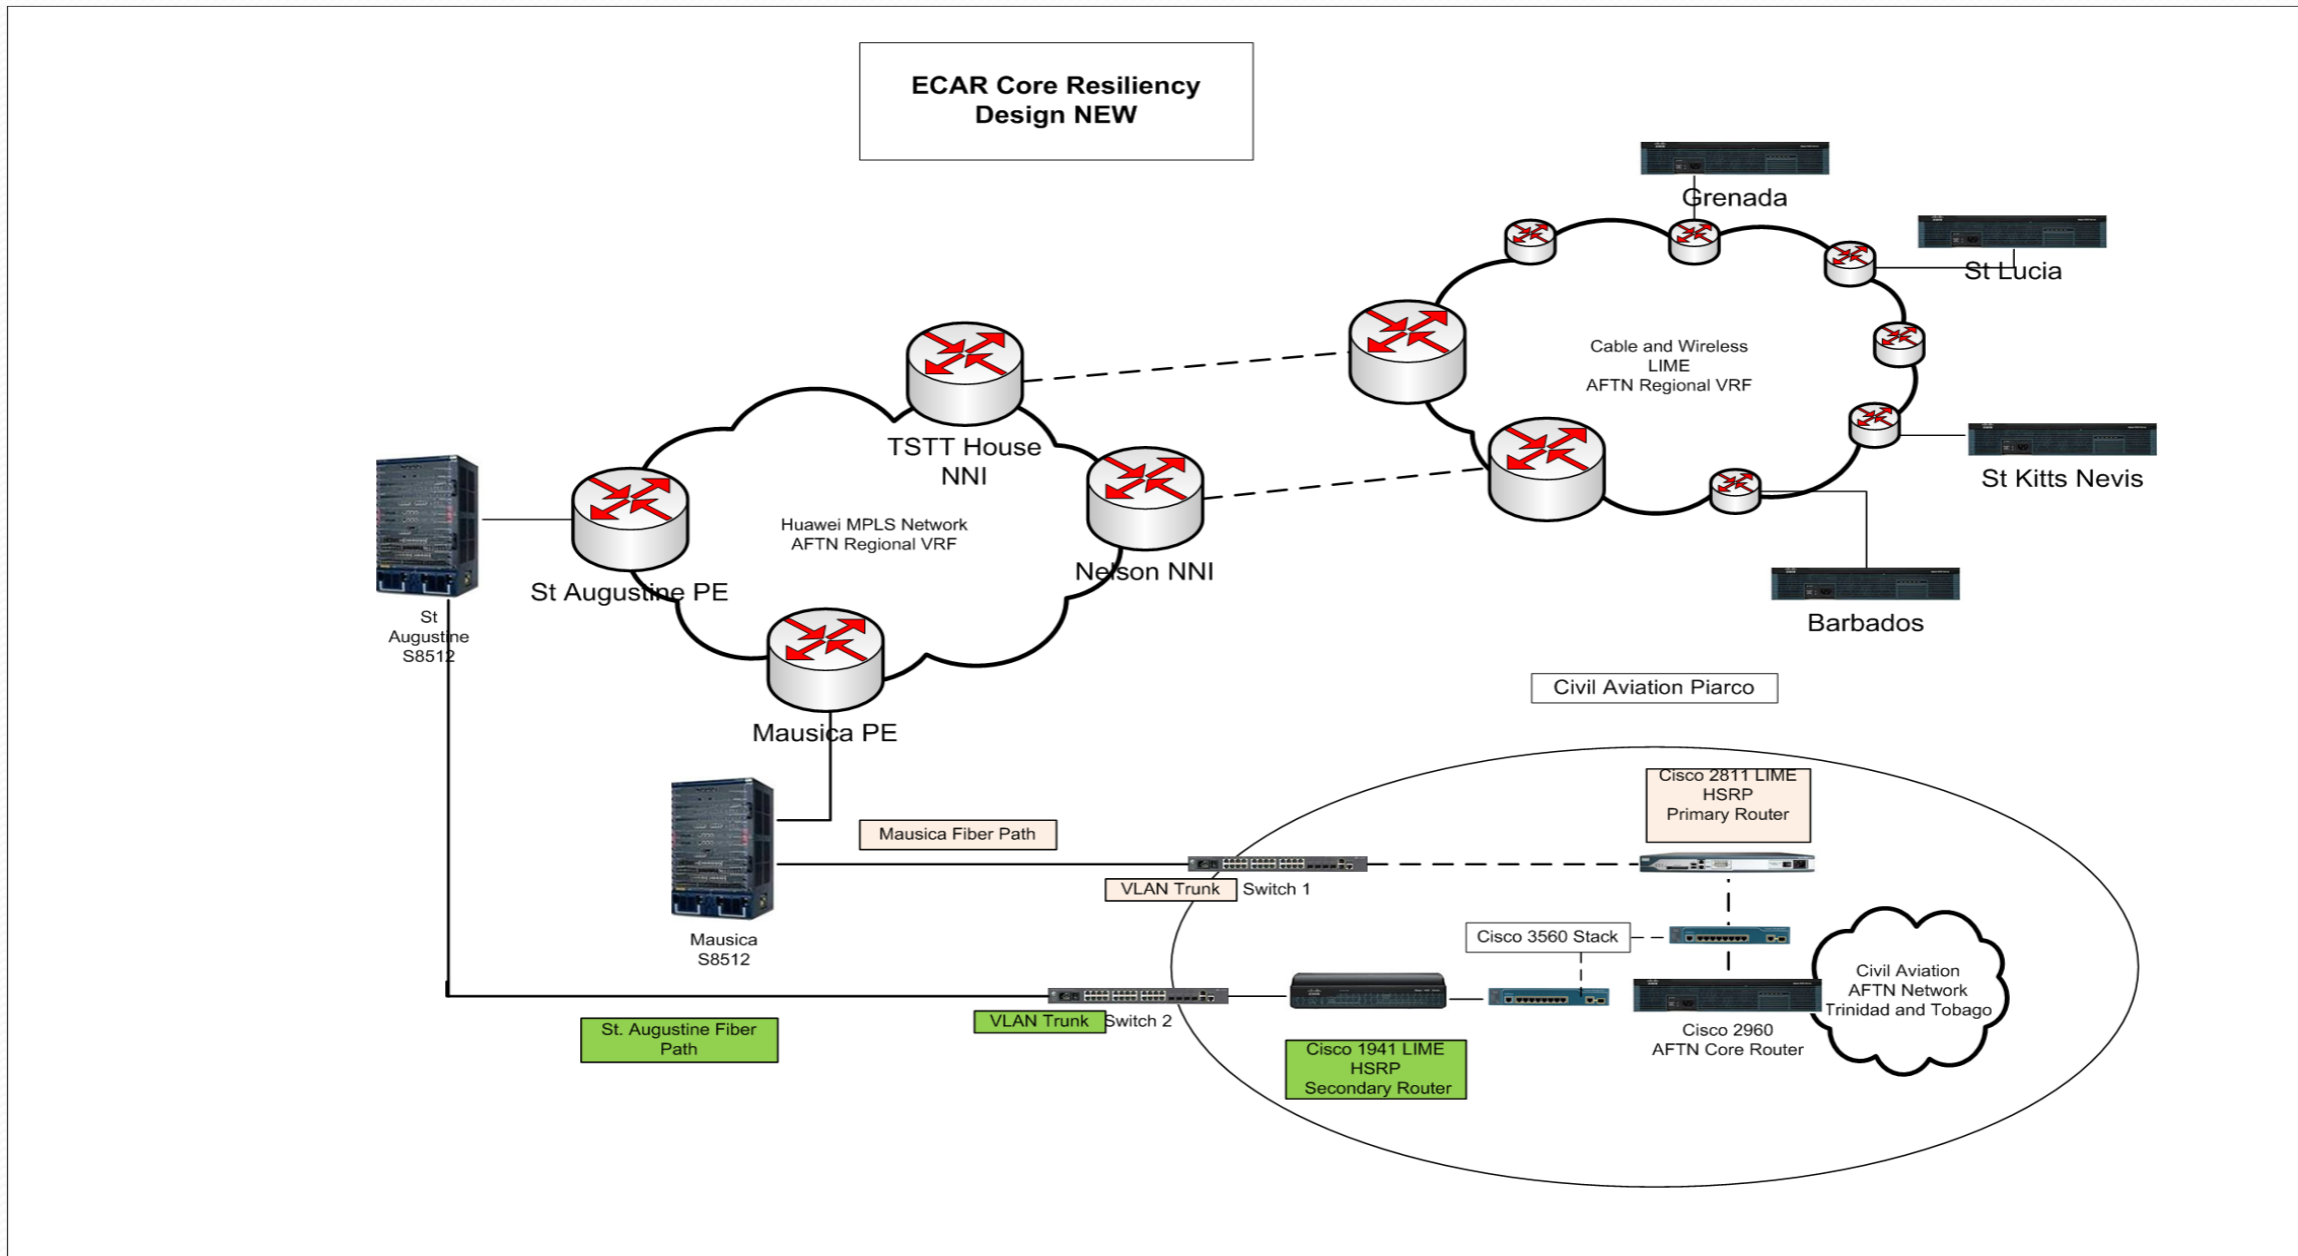 ECAR Core Resiliency
Design NEW
Grenada
St Lucia
Cable and Wireless
LIME
AFTN Regional VRF
TSTT House
NNI
St Kitts Nevis
Huawei MPLS Network
AFTN Regional VRF
Nelson NNI
St Augustine PE
St
Augustine
S8512
Barbados
Mausica PE
Civil Aviation Piarco
Cisco 2811 LIME
HSRP
Primary Router
Mausica Fiber Path
VLAN Trunk
Switch 1
Mausica
S8512
Cisco 3560 Stack
Civil Aviation
AFTN Network
Trinidad and Tobago
Cisco 2960
AFTN Core Router
St. Augustine Fiber
Path
VLAN Trunk
Switch 2
Cisco 1941 LIME
HSRP
Secondary Router